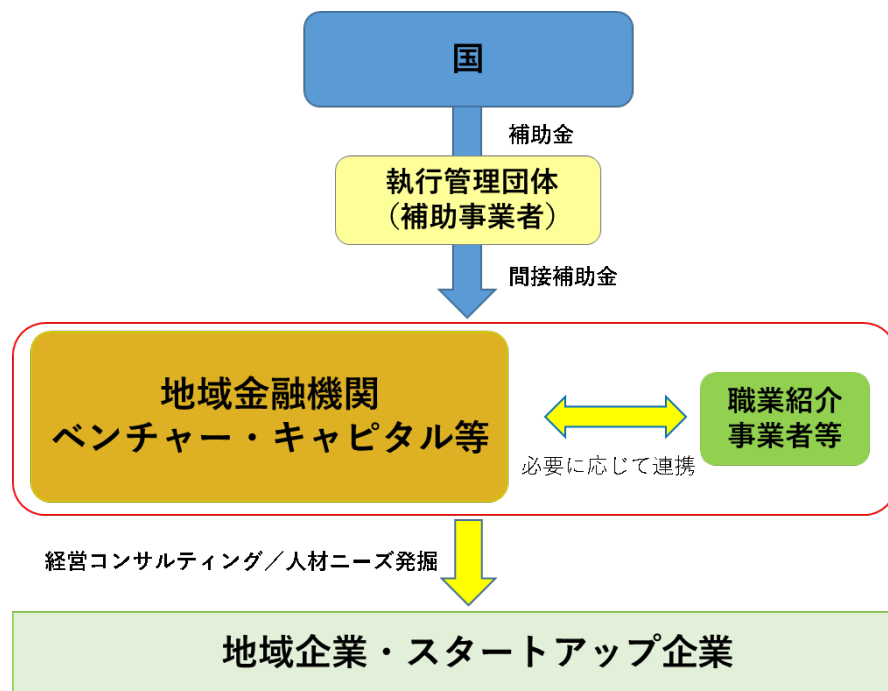 国
補助金
執行管理団体
（補助事業者）
間接補助金
地域金融機関
ベンチャー・キャピタル等
職業紹介
事業者等
必要に応じて連携
経営コンサルティング／人材ニーズ発掘
地域企業・スタートアップ企業